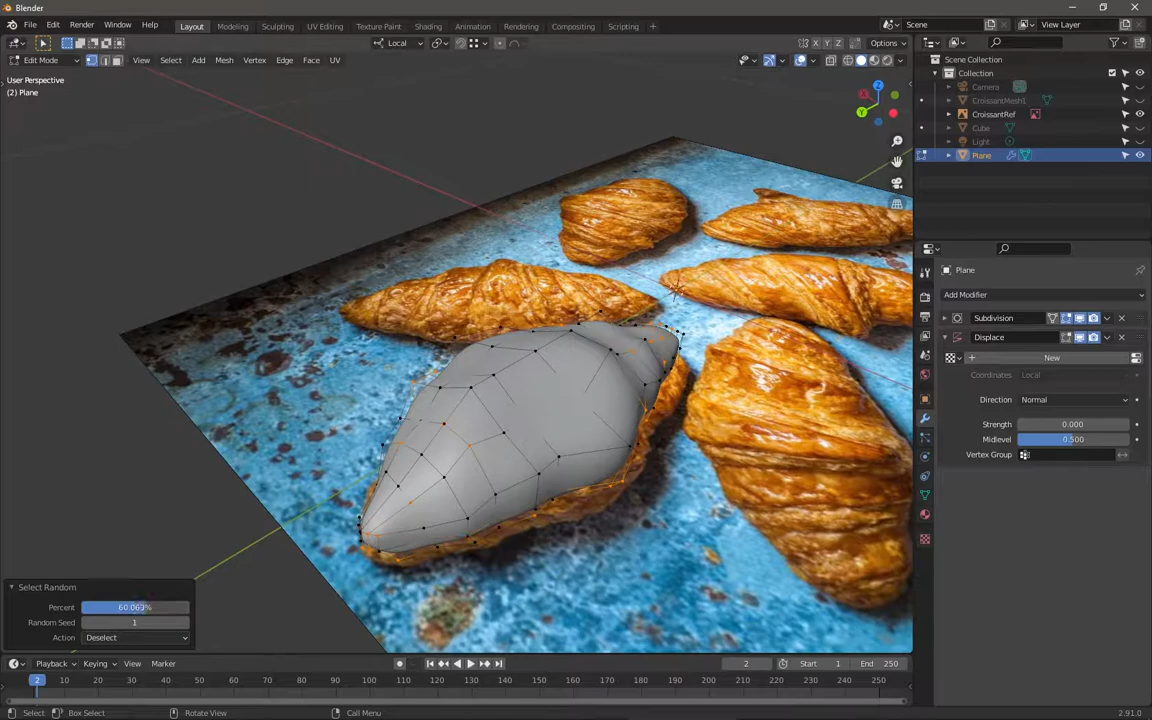 Blender
File Edit Render Window Help Layout Modeling Sculpting UV Editing Texture Paint Shading Animation Rendering Compositing Scripting + Scene View Layer
Local X Y Z Options
Edit Mode View Select Add Mesh Vertex Edge Face UV
User Perspective
(2) Plane
Z
Y
Scene Collection
Collection
Camera
CroissantMesh1
CroissantRef
Cube
Light
Plane
Plane
Add Modifier
Subdivision
Displace
New
Coordinates Local
Direction Normal
Strength 0.000
Midlevel 0.500
Vertex Group
Select Random
Percent 60.069%
Random Seed 1
Action Deselect
Playback Keying View Marker 2 Start 1 End 250
2 10 20 30 40 50 60 70 80 90 100 110 120 130 140 150 160 170 180 190 200 210 220 230 240 250
Select Box Select Rotate View Call Menu 2.91.0